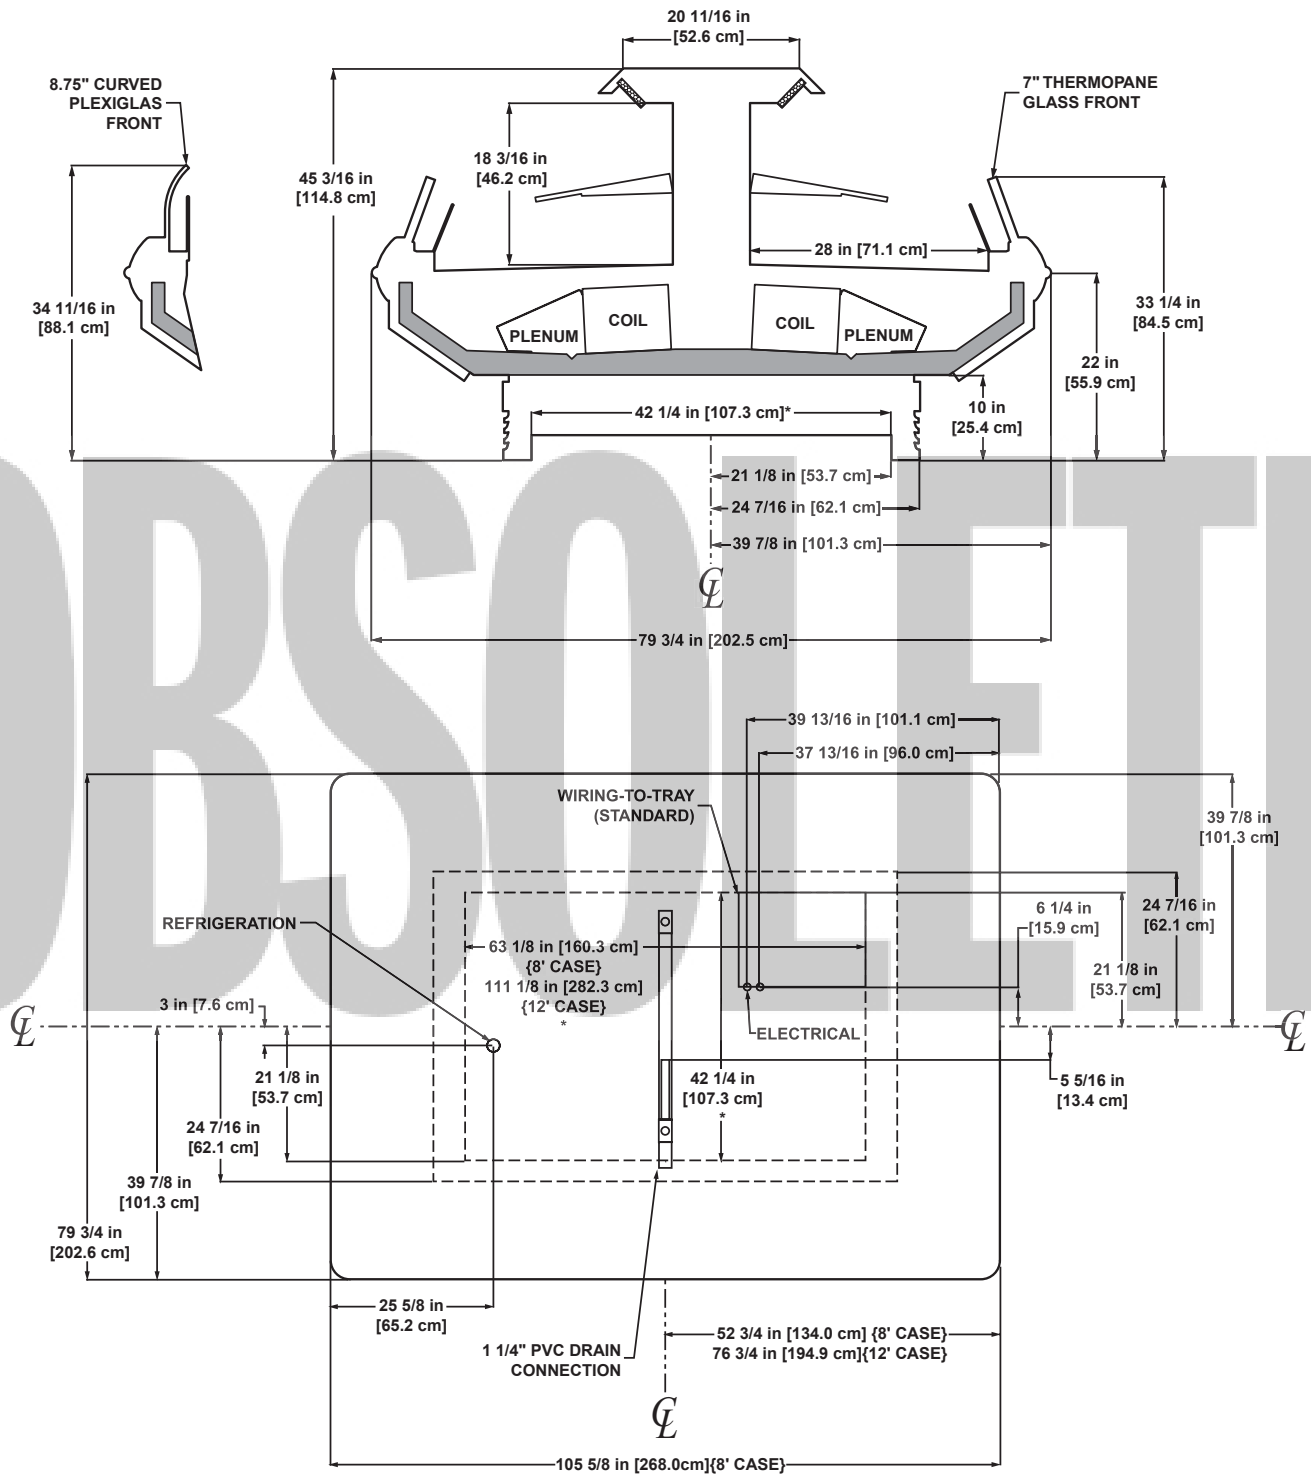 20 11/16 in
[52.6 cm]
8.75" CURVED
PLEXIGLAS
FRONT
7" THERMOPANE
GLASS FRONT
18 3/16 in
[46.2 cm]
45 3/16 in
[114.8 cm]
28 in [71.1 cm]
34 11/16 in
[88.1 cm]
33 1/4 in
[84.5 cm]
PLENUM
COIL
COIL
PLENUM
22 in
[55.9 cm]
10 in
[25.4 cm]
42 1/4 in [107.3 cm]*
21 1/8 in [53.7 cm]
24 7/16 in [62.1 cm]
39 7/8 in [101.3 cm]
CL
79 3/4 in [202.5 cm]
OBSOLETE
39 13/16 in [101.1 cm]
37 13/16 in [96.0 cm]
WIRING-TO-TRAY
(STANDARD)
39 7/8 in
[101.3 cm]
REFRIGERATION
63 1/8 in [160.3 cm]
{8' CASE}
111 1/8 in [282.3 cm]
{12' CASE}
*
6 1/4 in
[15.9 cm]
24 7/16 in
[62.1 cm]
21 1/8 in
[53.7 cm]
3 in [7.6 cm]
CL
ELECTRICAL
CL
21 1/8 in
[53.7 cm]
42 1/4 in
[107.3 cm]
*
5 5/16 in
[13.4 cm]
24 7/16 in
[62.1 cm]
39 7/8 in
[101.3 cm]
79 3/4 in
[202.6 cm]
25 5/8 in
[65.2 cm]
1 1/4" PVC DRAIN
CONNECTION
52 3/4 in [134.0 cm] {8' CASE}
76 3/4 in [194.9 cm]{12' CASE}
CL
105 5/8 in [268.0cm]{8' CASE}